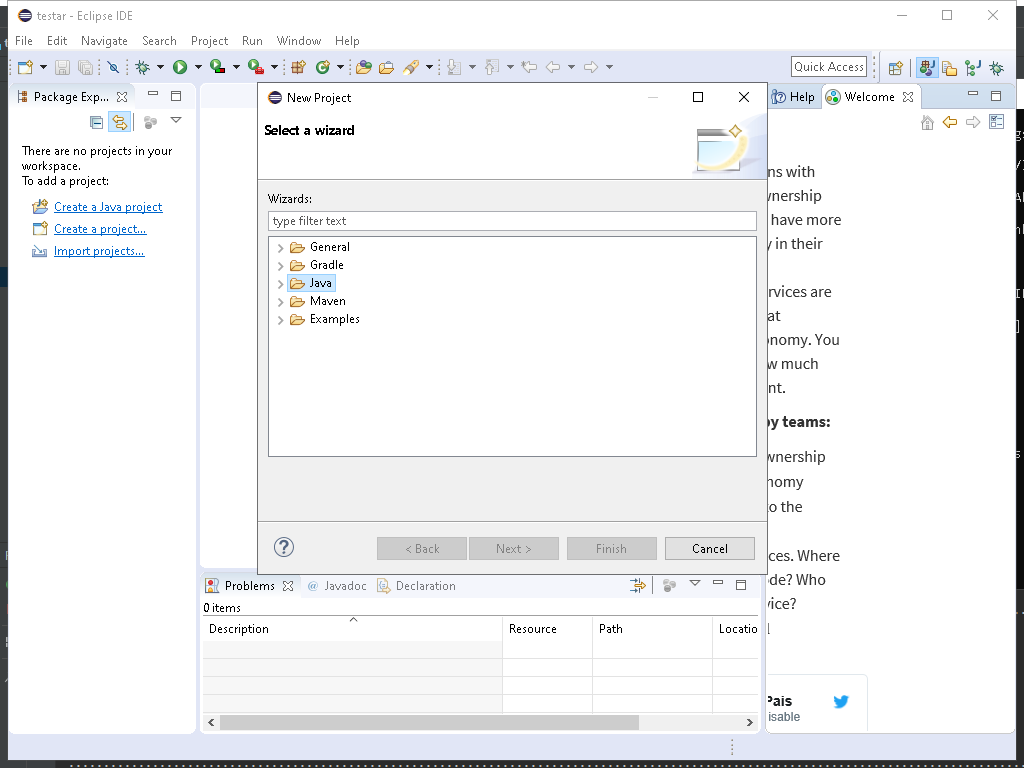 testar - Eclipse IDE
File Edit Navigate Search Project Run Window Help
Quick Access
Package Exp...
There are no projects in your
workspace.
To add a project:
Create a Java project
Create a project...
Import projects...
New Project
Select a wizard
Wizards:
type filter text
General
Gradle
Java
Maven
Examples
< Back Next > Finish Cancel
Help Welcome
ns with
wnership
have more
y in their
rvices are
at
onomy. You
w much
nt.
by teams:
wnership
nomy
o the
ces. Where
ode? Who
vice?
Pais
isable
Problems Javadoc Declaration
0 items
Description Resource Path Locatio